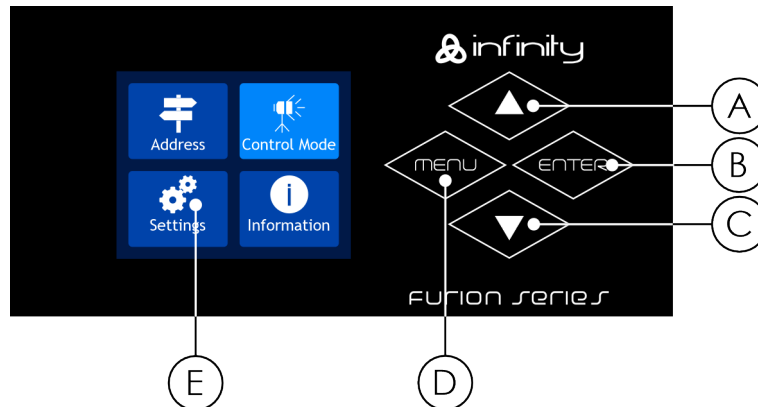 infinity
A
Address
Control Mode
MENU
ENTER
B
Settings
Information
C
FURION SERIES
E
D